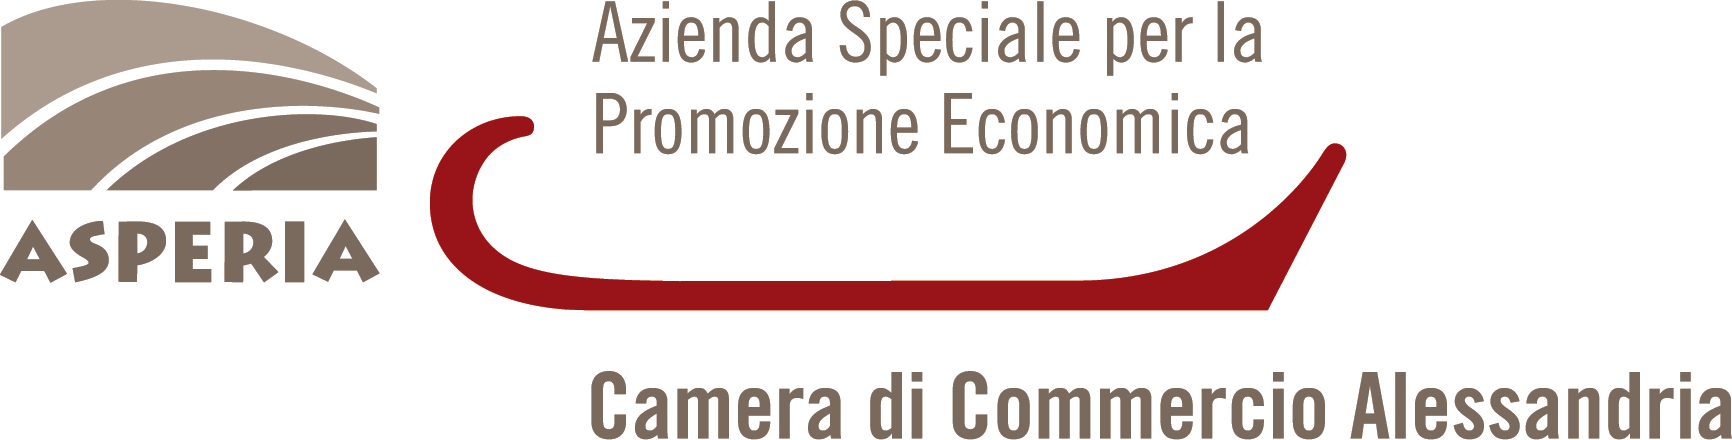 ASPERIA
Azienda Speciale per la
Promozione Economica
Camera di Commercio Alessandria